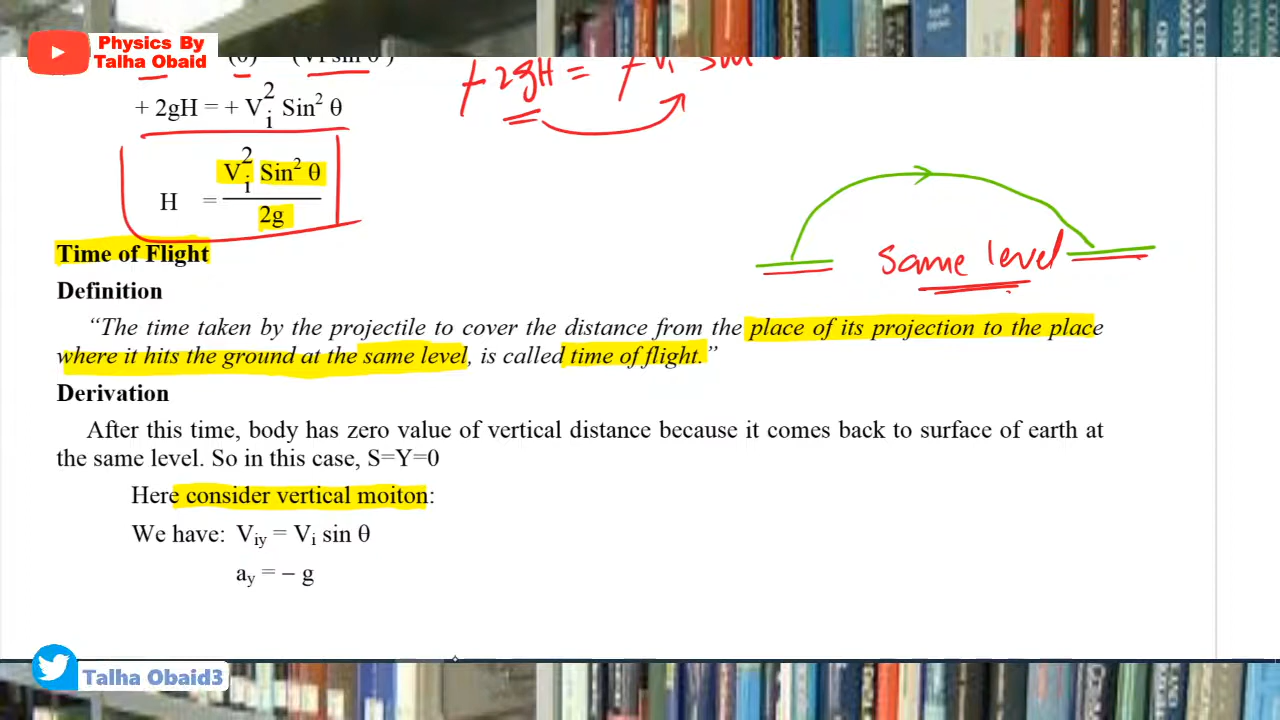 Physics By
Talha Obaid
+ 2gH = + V_i^2 Sin^2 θ
+ 2gH = + V_i
H = V_i^2 Sin^2 θ / 2g
Time of Flight
same level
Definition
“The time taken by the projectile to cover the distance from the place of its projection to the place
where it hits the ground at the same level, is called time of flight.”
Derivation
After this time, body has zero value of vertical distance because it comes back to surface of earth at
the same level. So in this case, S=Y=0
Here consider vertical moiton:
We have: V_iy = V_i sin θ
a_y = – g
Talha Obaid3